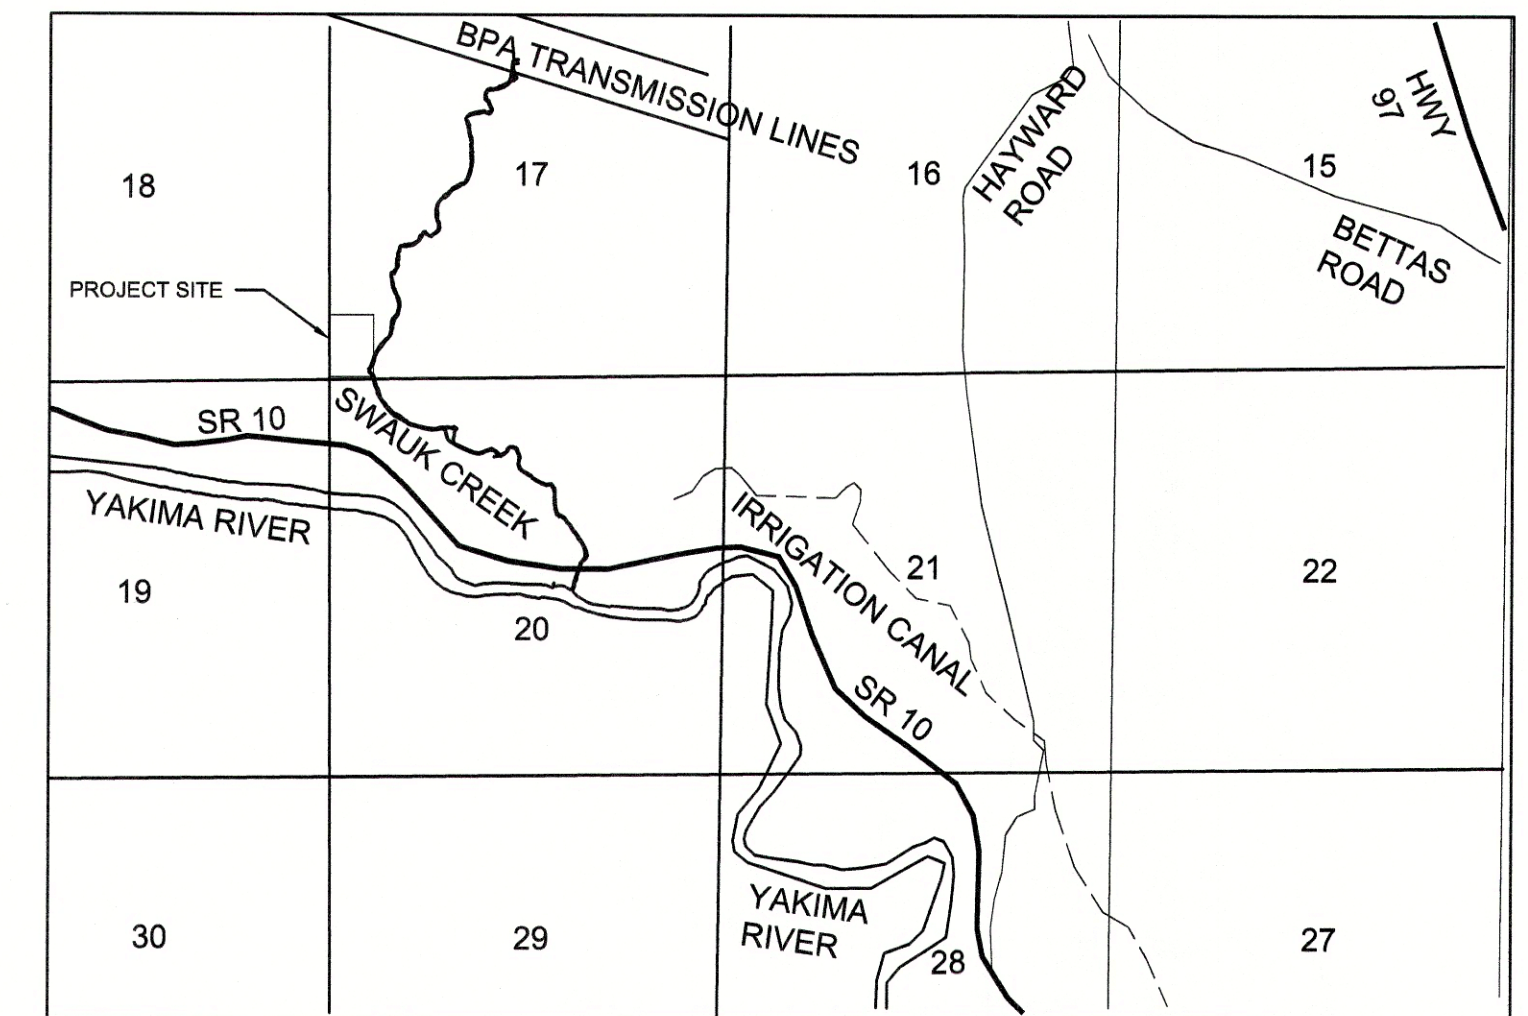 BPA TRANSMISSION LINES
HWY
97
HAYWARD
ROAD
18
17
16
15
BETTAS
ROAD
PROJECT SITE
SR 10
SWAUK CREEK
YAKIMA RIVER
IRRIGATION CANAL
19
20
21
22
SR 10
YAKIMA
RIVER
30
29
28
27